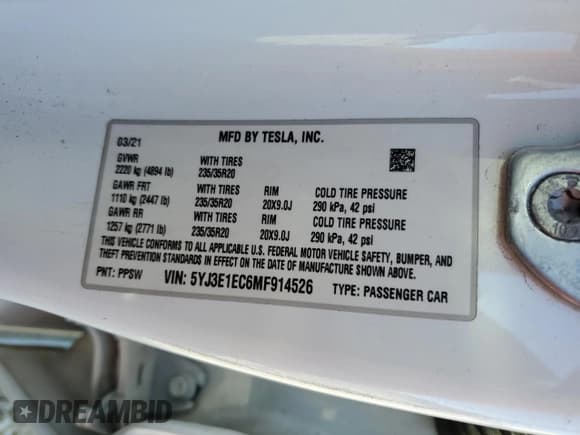 03/21 MFD BY TESLA, INC.
GVWR WITH TIRES
2220 kg (4894 lb) 235/35R20
GAWR FRT WITH TIRES RIM COLD TIRE PRESSURE
1110 kg (2447 lb) 235/35R20 20X9.0J 290 kPa, 42 psi
GAWR RR WITH TIRES RIM COLD TIRE PRESSURE
1257 kg (2771 lb) 235/35R20 20X9.0J 290 kPa, 42 psi
THIS VEHICLE CONFORMS TO ALL APPLICABLE U.S. FEDERAL MOTOR VEHICLE SAFETY, BUMPER, AND
THEFT PREVENTION STANDARDS IN EFFECT ON THE DATE OF MANUFACTURE SHOWN ABOVE.
PNT: PPSW VIN: 5YJ3E1EC6MF914526 TYPE: PASSENGER CAR
DREAMBID